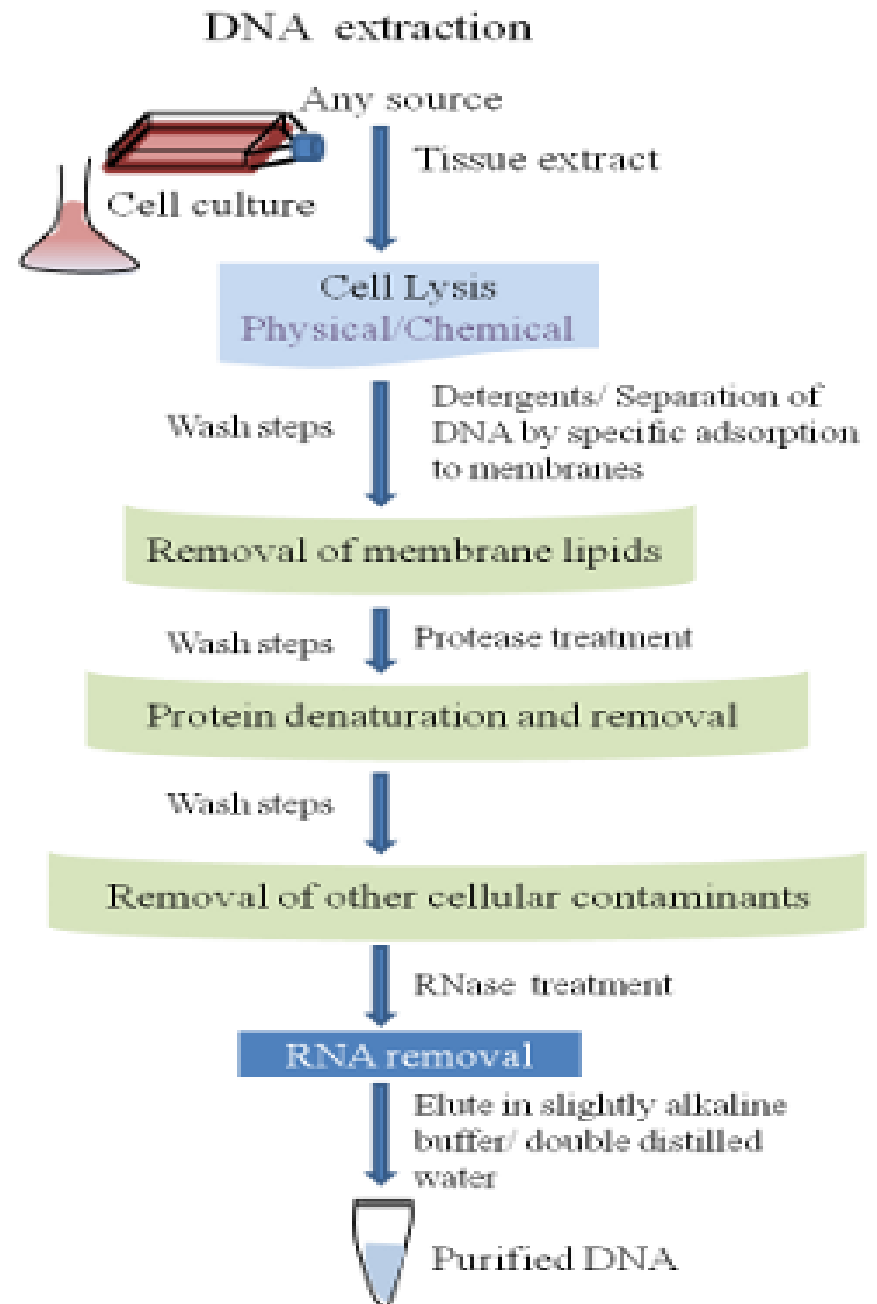 DNA extraction
Any source
Tissue extract
Cell culture
Cell Lysis
Physical/Chemical
Wash steps
Detergents/ Separation of
DNA by specific adsorption
to membranes
Removal of membrane lipids
Wash steps
Protease treatment
Protein denaturation and removal
Wash steps
Removal of other cellular contaminants
RNase treatment
RNA removal
Elute in slightly alkaline
buffer/ double distilled
water
Purified DNA